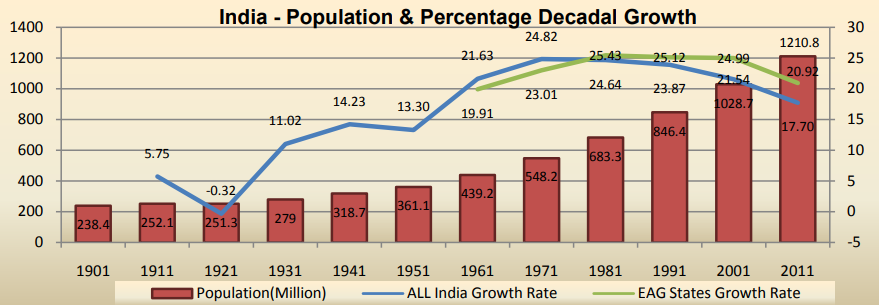 India - Population & Percentage Decadal Growth
1400 30
24.82 1210.8
1200 21.63 25.43 25.12 24.99 25
20.92
1000 24.64 23.87 21.54 20
14.23 23.01 1028.7
800 11.02 13.30 19.91 846.4 17.70 15
600 5.75 683.3 10
548.2
400 -0.32 439.2 5
200 238.4 252.1 251.3 279 318.7 361.1 0
0 -5
1901 1911 1921 1931 1941 1951 1961 1971 1981 1991 2001 2011
Population(Million) ALL India Growth Rate EAG States Growth Rate